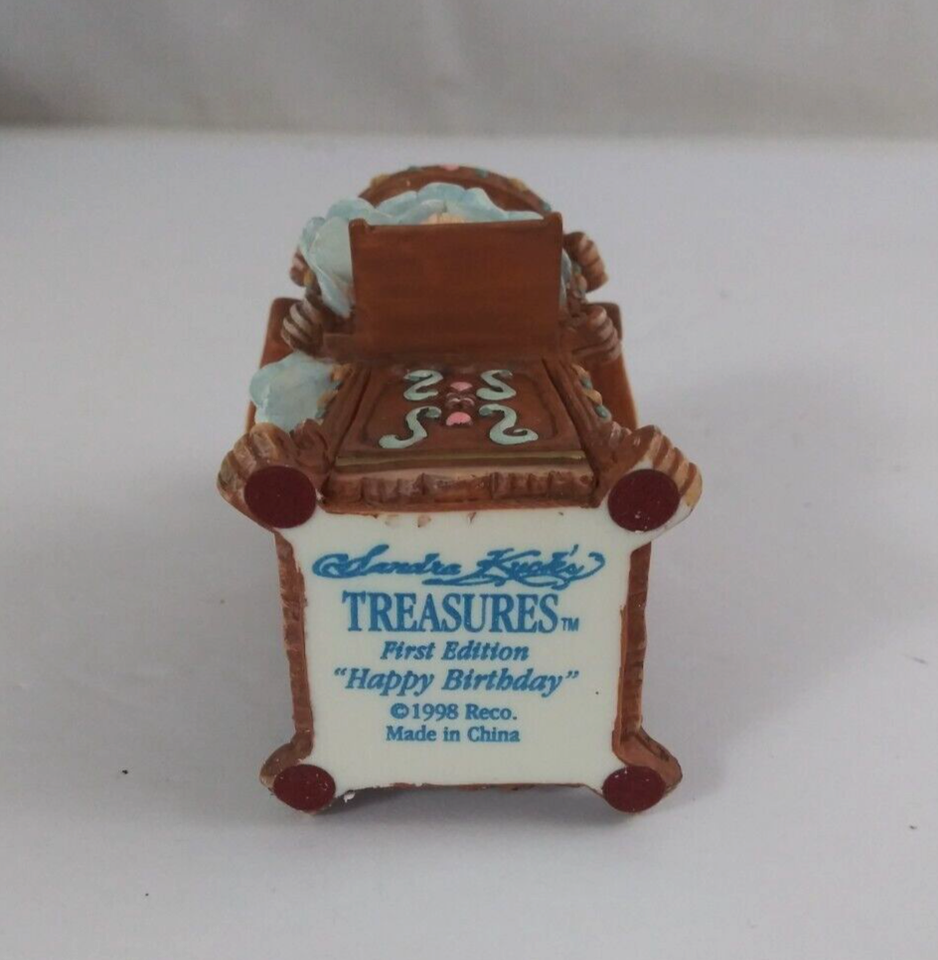 Sandra Kuck's
TREASURES™
First Edition
"Happy Birthday"
©1998 Reco.
Made in China